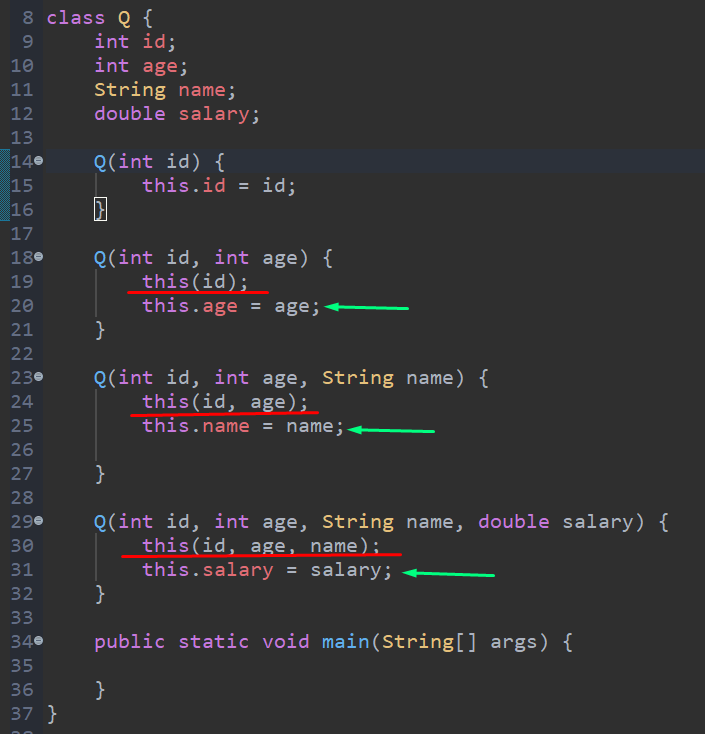 8 class Q {
9 int id;
10 int age;
11 String name;
12 double salary;
13
14 Q(int id) {
15 this.id = id;
16 }
17
18 Q(int id, int age) {
19 this(id);
20 this.age = age;
21 }
22
23 Q(int id, int age, String name) {
24 this(id, age);
25 this.name = name;
26
27 }
28
29 Q(int id, int age, String name, double salary) {
30 this(id, age, name);
31 this.salary = salary;
32 }
33
34 public static void main(String[] args) {
35
36 }
37 }